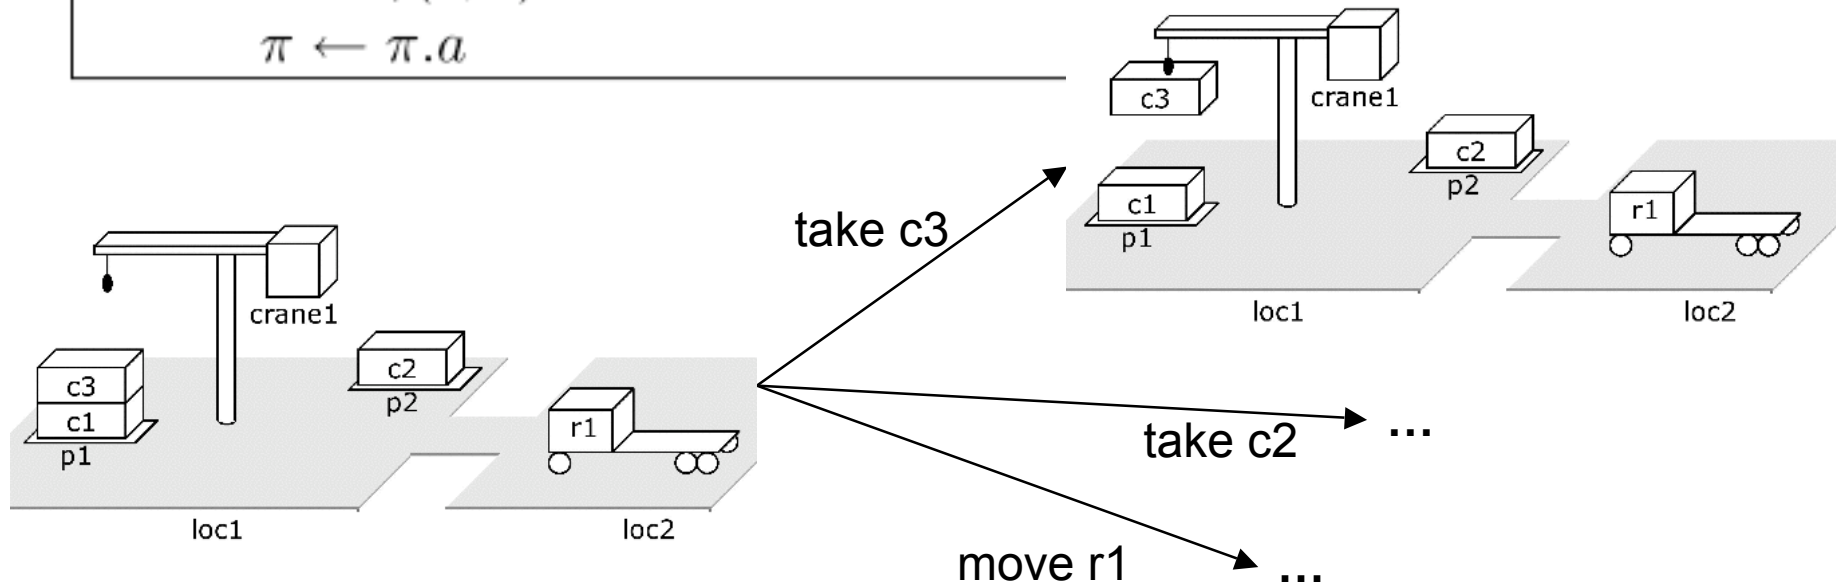 π ← π.a
c3
crane1
c2
p2
c1
p1
r1
loc1
loc2
take c3
crane1
c3
c2
p2
c1
p1
r1
take c2
...
loc1
loc2
move r1
...